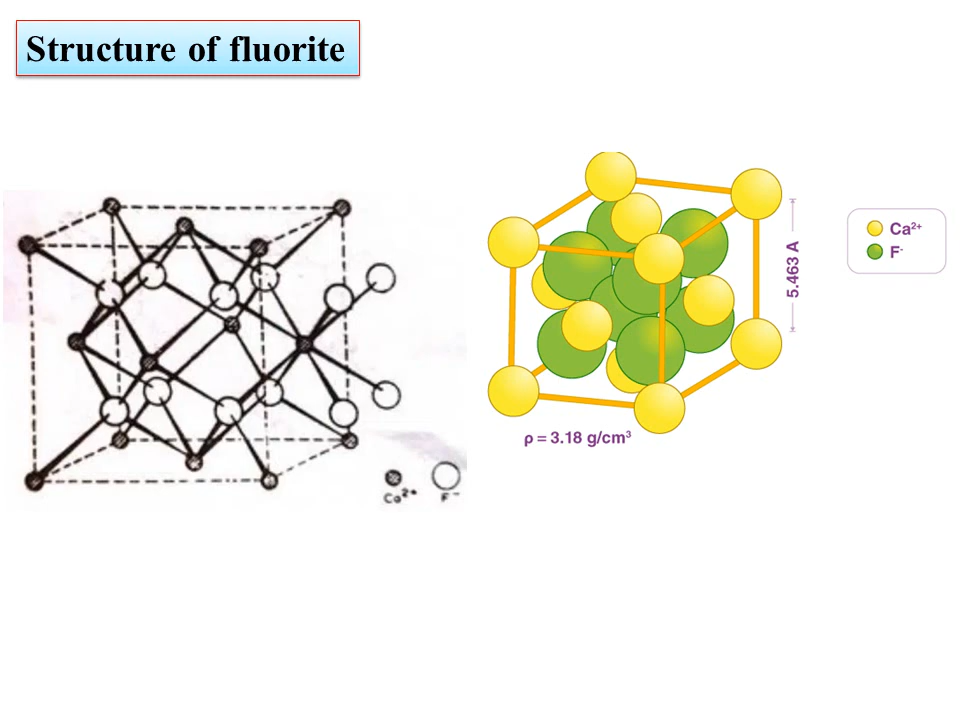 Structure of fluorite
Ca²⁺
F⁻
5.463 A
ρ = 3.18 g/cm³
Ca²⁺
F⁻